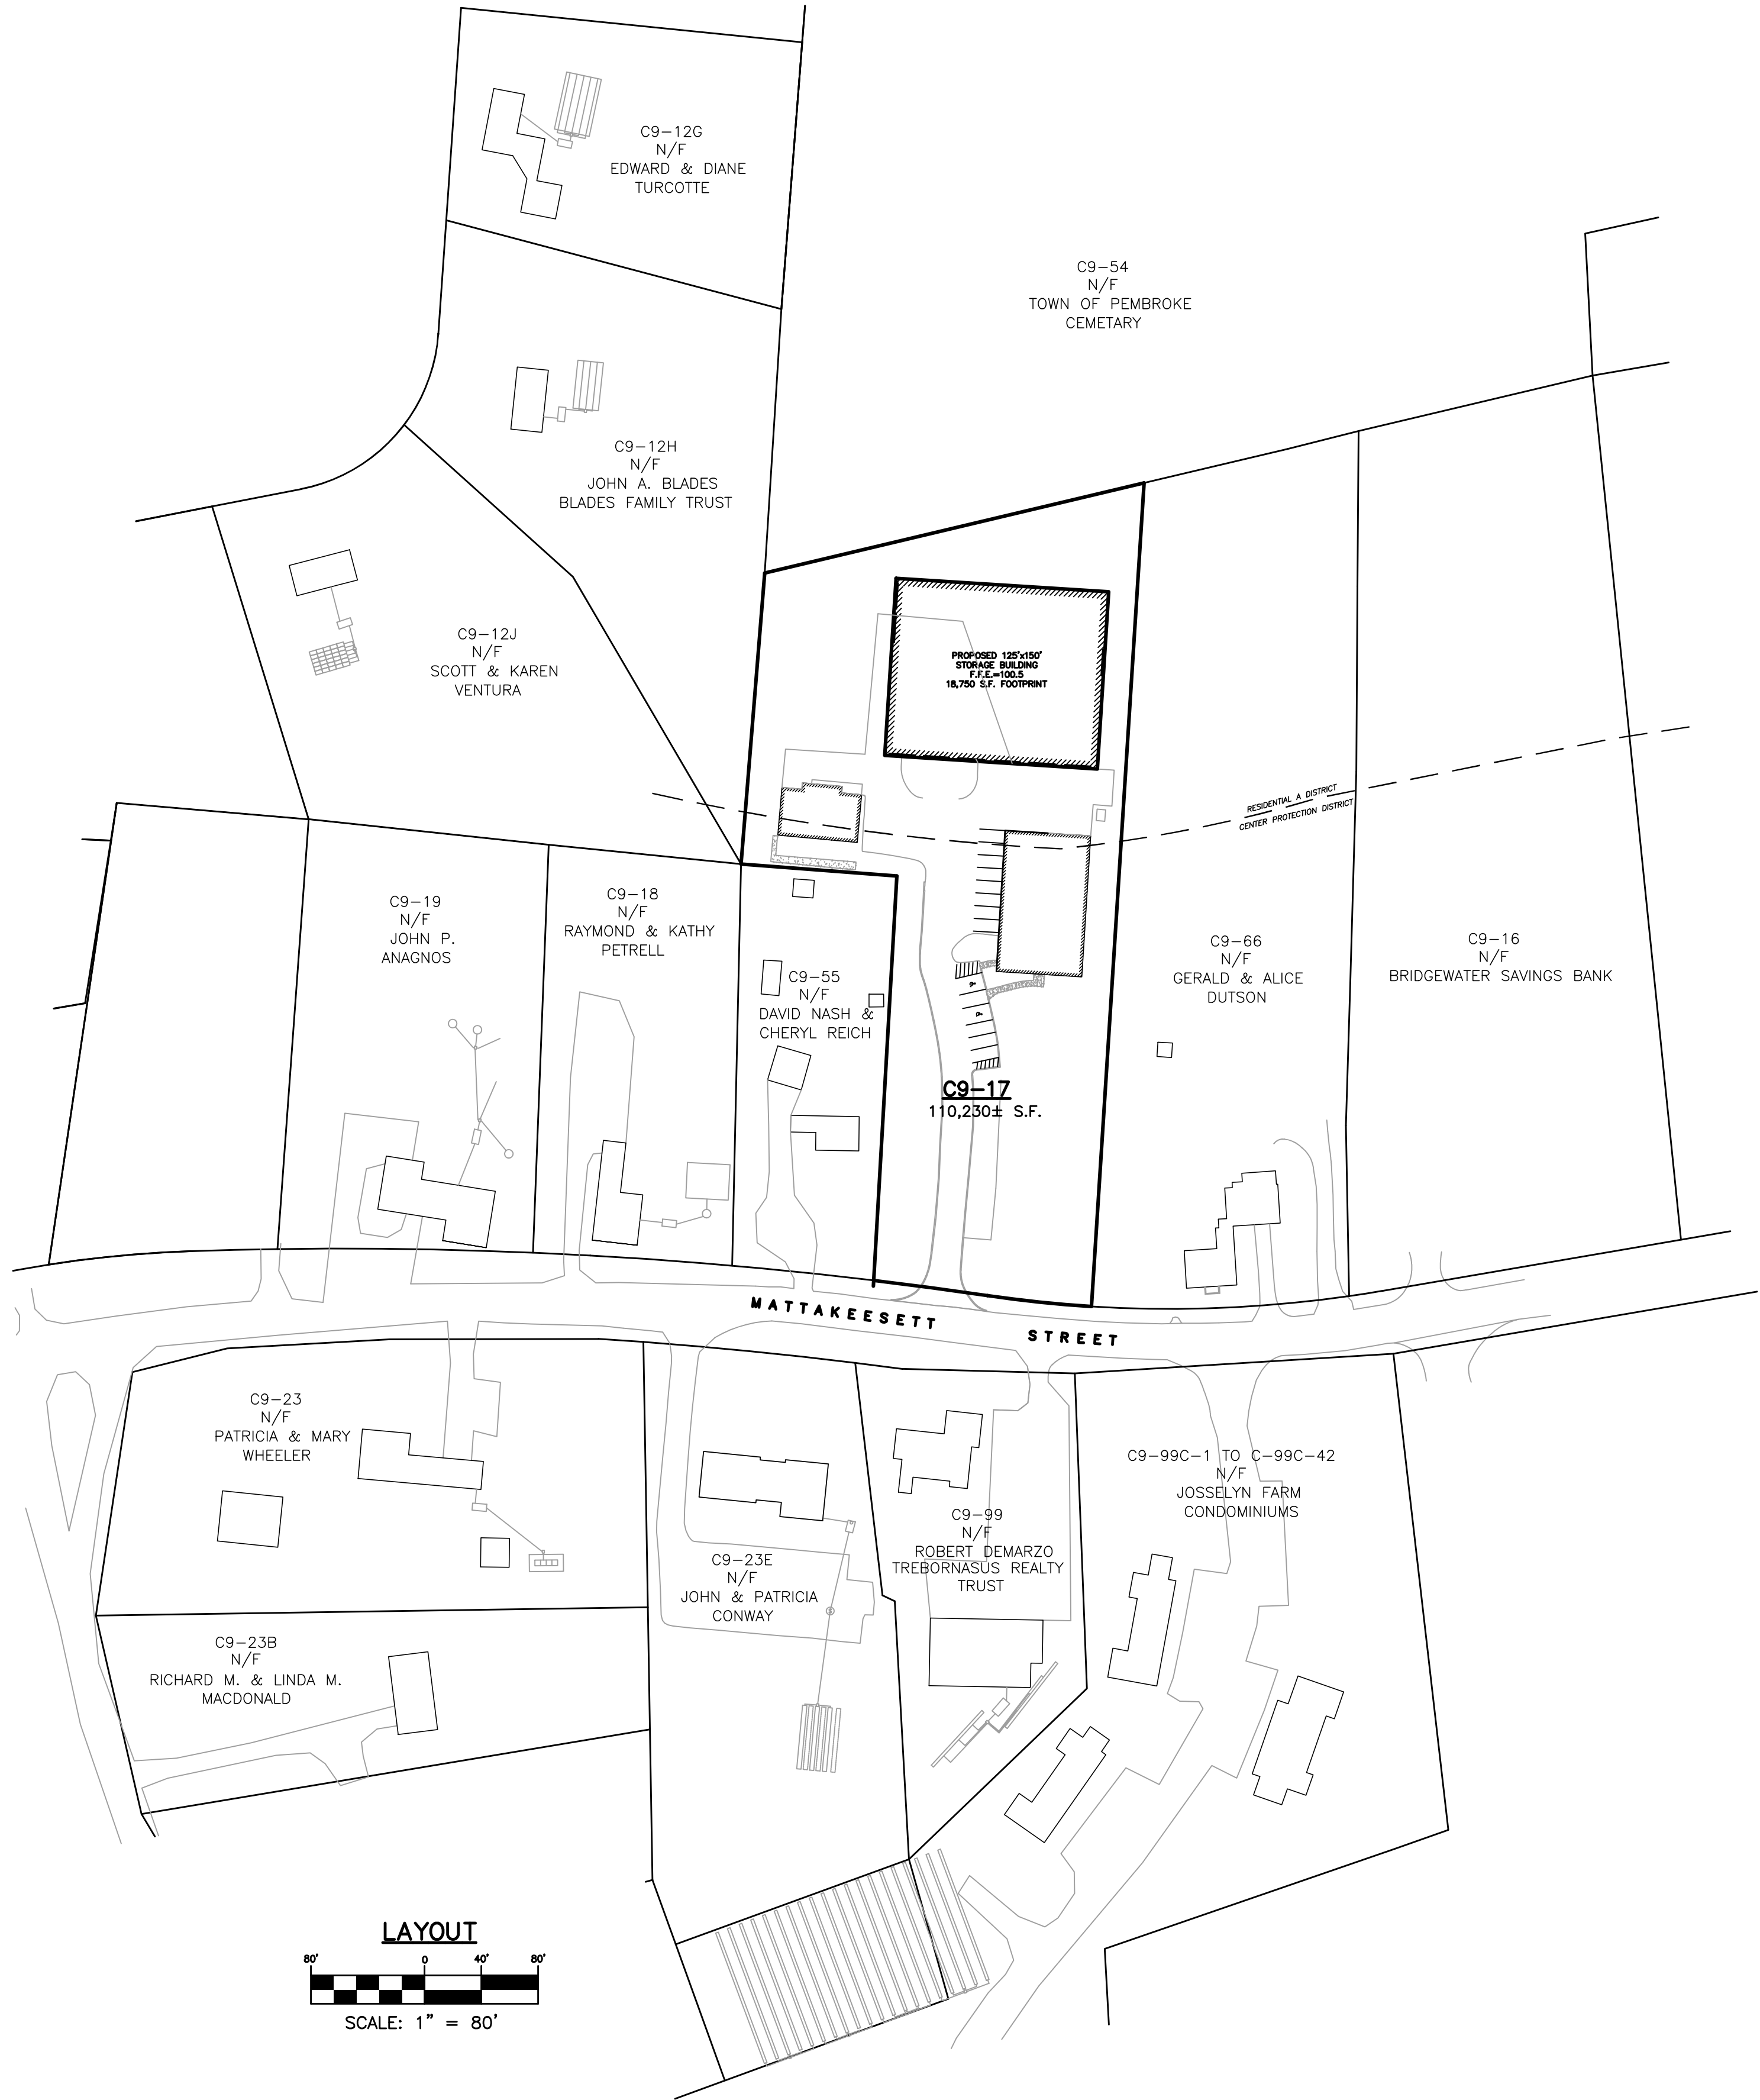 C9-12G
N/F
EDWARD & DIANE
TURCOTTE
C9-54
N/F
TOWN OF PEMBROKE
CEMETARY
C9-12H
N/F
JOHN A. BLADES
BLADES FAMILY TRUST
C9-12J
N/F
SCOTT & KAREN
VENTURA
PROPOSED 125'x150'
STORAGE BUILDING
F.F.E.=100.5
18,750 S.F. FOOTPRINT
RESIDENTIAL A DISTRICT
CENTER PROTECTION DISTRICT
C9-19
N/F
JOHN P.
ANAGNOS
C9-18
N/F
RAYMOND & KATHY
PETRELL
C9-55
N/F
DAVID NASH &
CHERYL REICH
C9-66
N/F
GERALD & ALICE
DUTSON
C9-16
N/F
BRIDGEWATER SAVINGS BANK
C9-17
110,230± S.F.
MATTAKEESETT STREET
C9-23
N/F
PATRICIA & MARY
WHEELER
C9-23E
N/F
JOHN & PATRICIA
CONWAY
C9-99
N/F
ROBERT DEMARZO
TREBORNASUS REALTY
TRUST
C9-99C-1 TO C-99C-42
N/F
JOSSELYN FARM
CONDOMINIUMS
C9-23B
N/F
RICHARD M. & LINDA M.
MACDONALD
LAYOUT
80' 0 40' 80'
SCALE: 1" = 80'